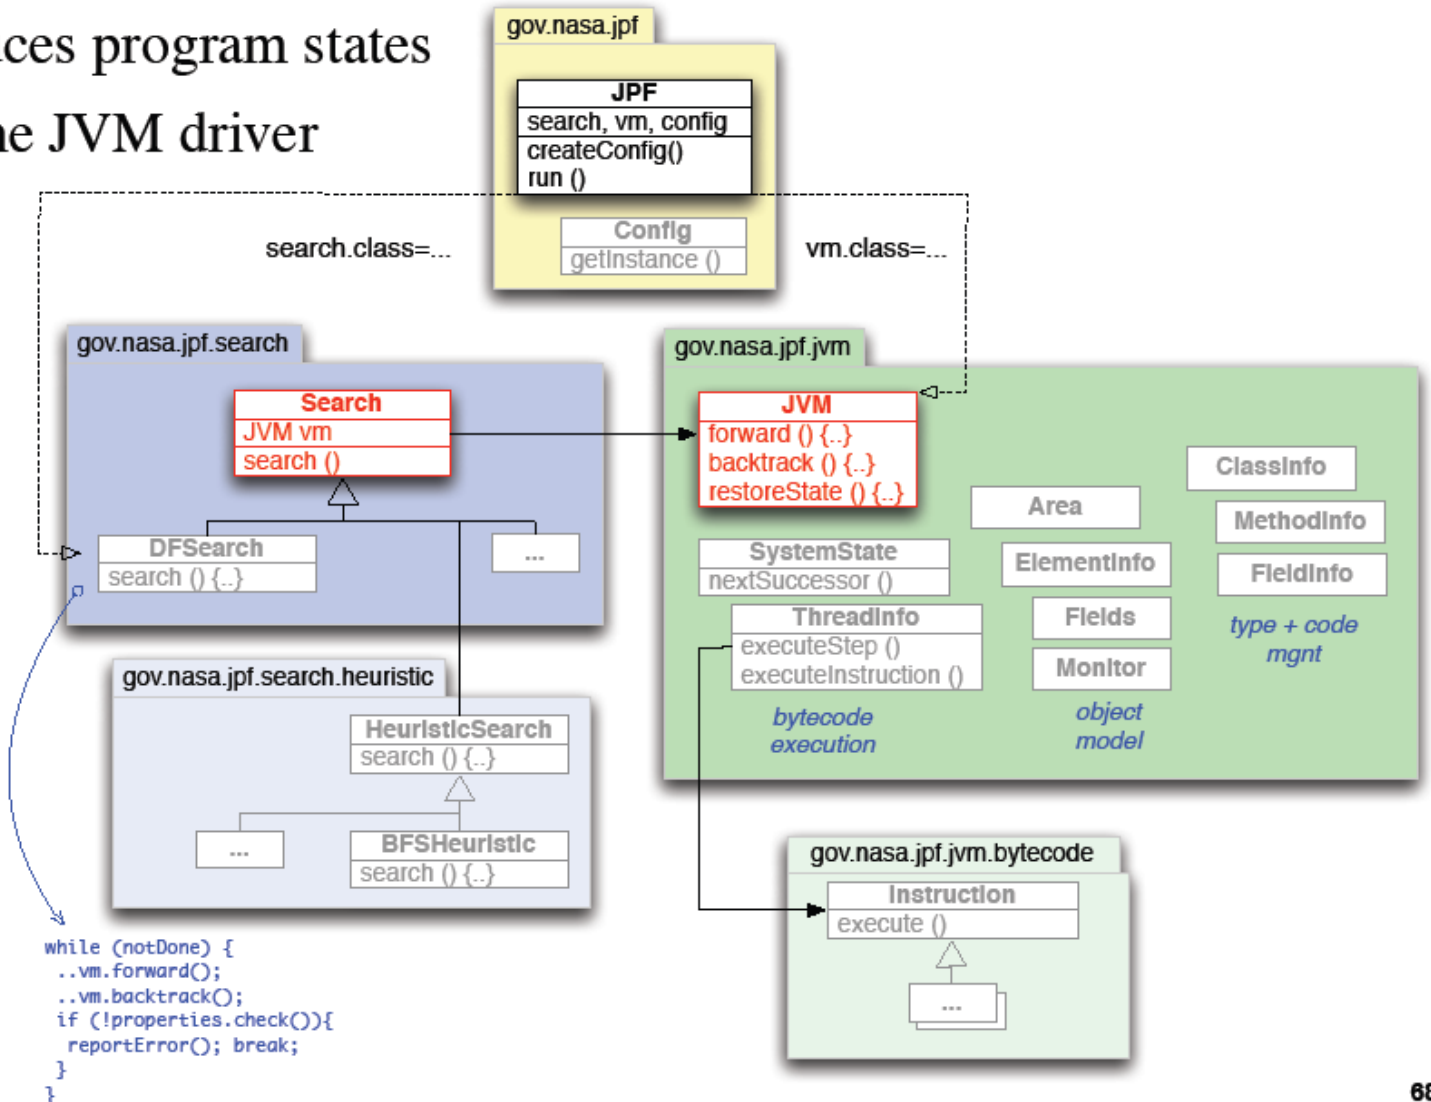 ces program states
ne JVM driver
gov.nasa.jpf
JPF
search, vm, config
createConfig()
run ()
Config
getInstance ()
search.class=...
vm.class=...
gov.nasa.jpf.search
Search
JVM vm
search ()
DFSearch
search () {..}
...
gov.nasa.jpf.jvm
JVM
forward () {..}
backtrack () {..}
restoreState () {..}
SystemState
nextSuccessor ()
ThreadInfo
executeStep ()
executeInstruction ()
bytecode
execution
Area
ElementInfo
Fields
Monitor
object
model
ClassInfo
MethodInfo
FieldInfo
type + code
mgnt
gov.nasa.jpf.search.heuristic
HeuristicSearch
search () {..}
...
BFSHeuristic
search () {..}
gov.nasa.jpf.jvm.bytecode
Instruction
execute ()
...
while (notDone) {
..vm.forward();
..vm.backtrack();
if (!properties.check()){
reportError(); break;
}
}
68